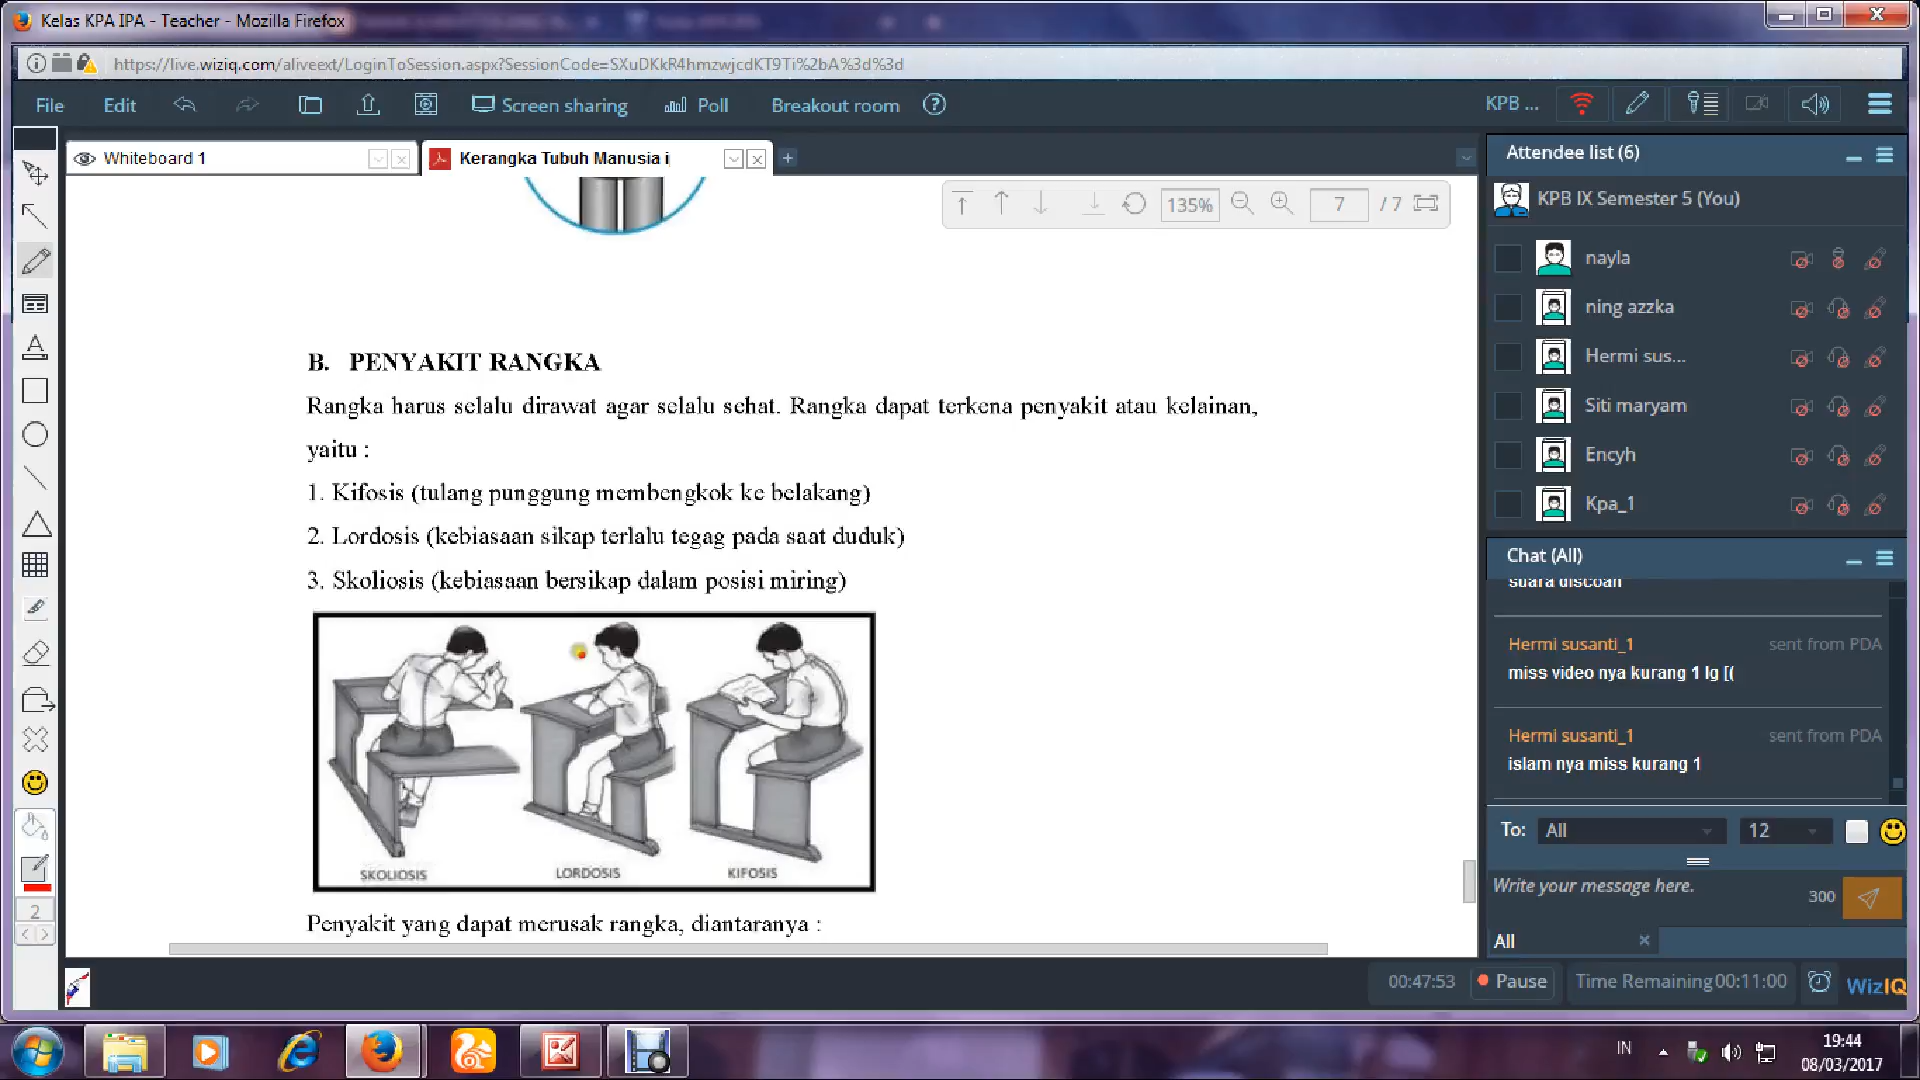 Kelas KPA IPA - Teacher - Mozilla Firefox
https://live.wiziq.com/aliveext/LoginToSession.aspx?SessionCode=SXuDKkR4hmzwjcdKT9Ti%2bA%3d%3d
File Edit Screen sharing Poll Breakout room KPB ...
Whiteboard 1
Kerangka Tubuh Manusia i
135% 7 / 7
B. PENYAKIT RANGKA
Rangka harus selalu dirawat agar selalu sehat. Rangka dapat terkena penyakit atau kelainan,
yaitu :
1. Kifosis (tulang punggung membengkok ke belakang)
2. Lordosis (kebiasaan sikap terlalu tegag pada saat duduk)
3. Skoliosis (kebiasaan bersikap dalam posisi miring)
SKOLIOSIS LORDOSIS KIFOSIS
Penyakit yang dapat merusak rangka, diantaranya :
2
Attendee list (6)
KPB IX Semester 5 (You)
nayla
ning azzka
Hermi sus...
Siti maryam
Encyh
Kpa_1
Chat (All)
suara discoan
Hermi susanti_1 sent from PDA
miss video nya kurang 1 lg [(
Hermi susanti_1 sent from PDA
islam nya miss kurang 1
To: All 12
Write your message here. 300
All
00:47:53 Pause Time Remaining 00:11:00 WizIQ
IN 19:44
08/03/2017